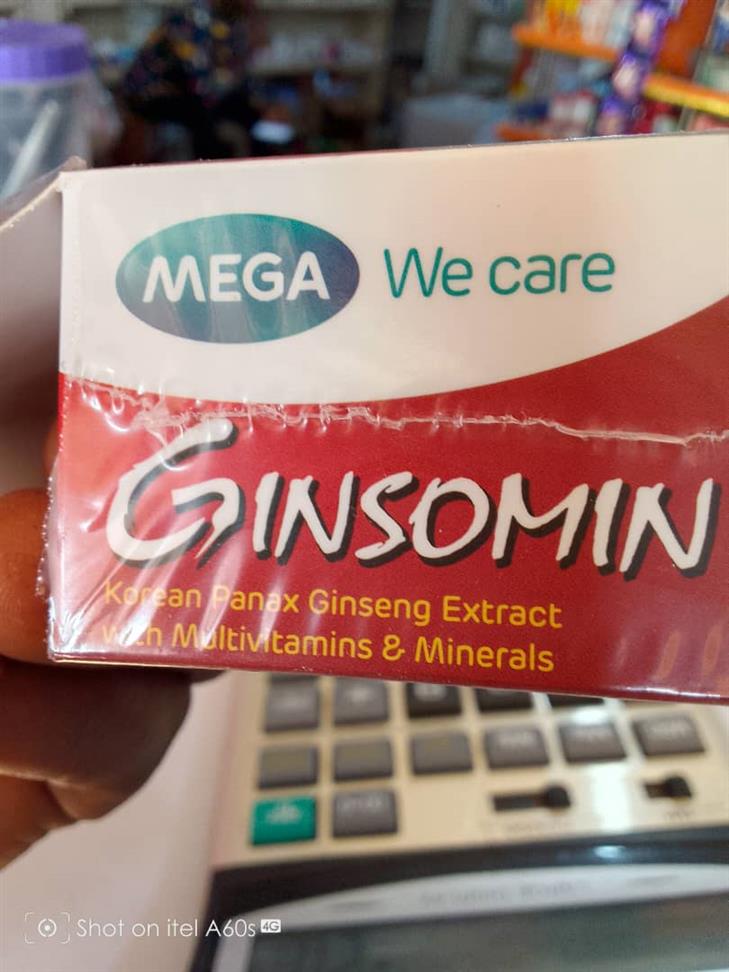 MEGA We care
GINSOMIN
Korean Panax Ginseng Extract
with Multivitamins & Minerals
Shot on itel A60s 4G